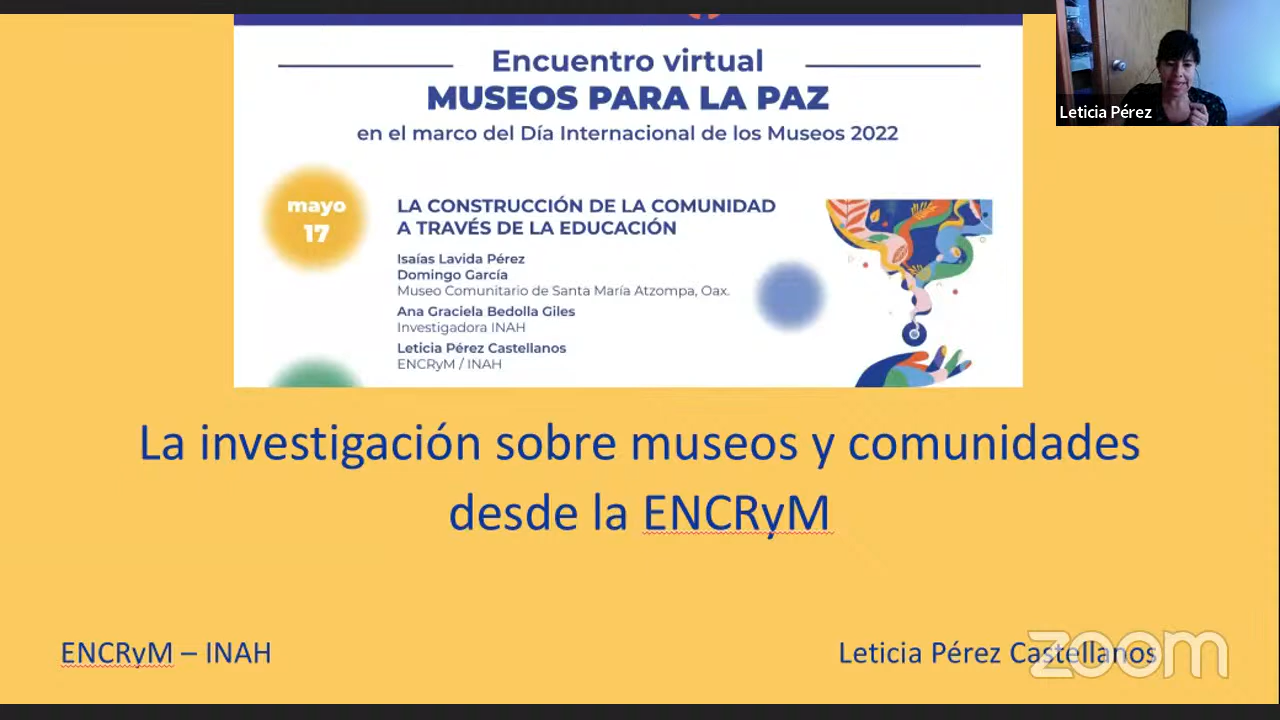 Encuentro virtual
MUSEOS PARA LA PAZ
en el marco del Día Internacional de los Museos 2022
mayo
17
LA CONSTRUCCIÓN DE LA COMUNIDAD
A TRAVÉS DE LA EDUCACIÓN
Isaías Lavida Pérez
Domingo García
Museo Comunitario de Santa María Atzompa, Oax.
Ana Graciela Bedolla Giles
Investigadora INAH
Leticia Pérez Castellanos
ENCRyM / INAH
Leticia Pérez
La investigación sobre museos y comunidades
desde la ENCRyM
ENCRyM – INAH
Leticia Pérez Castellanos
zoom